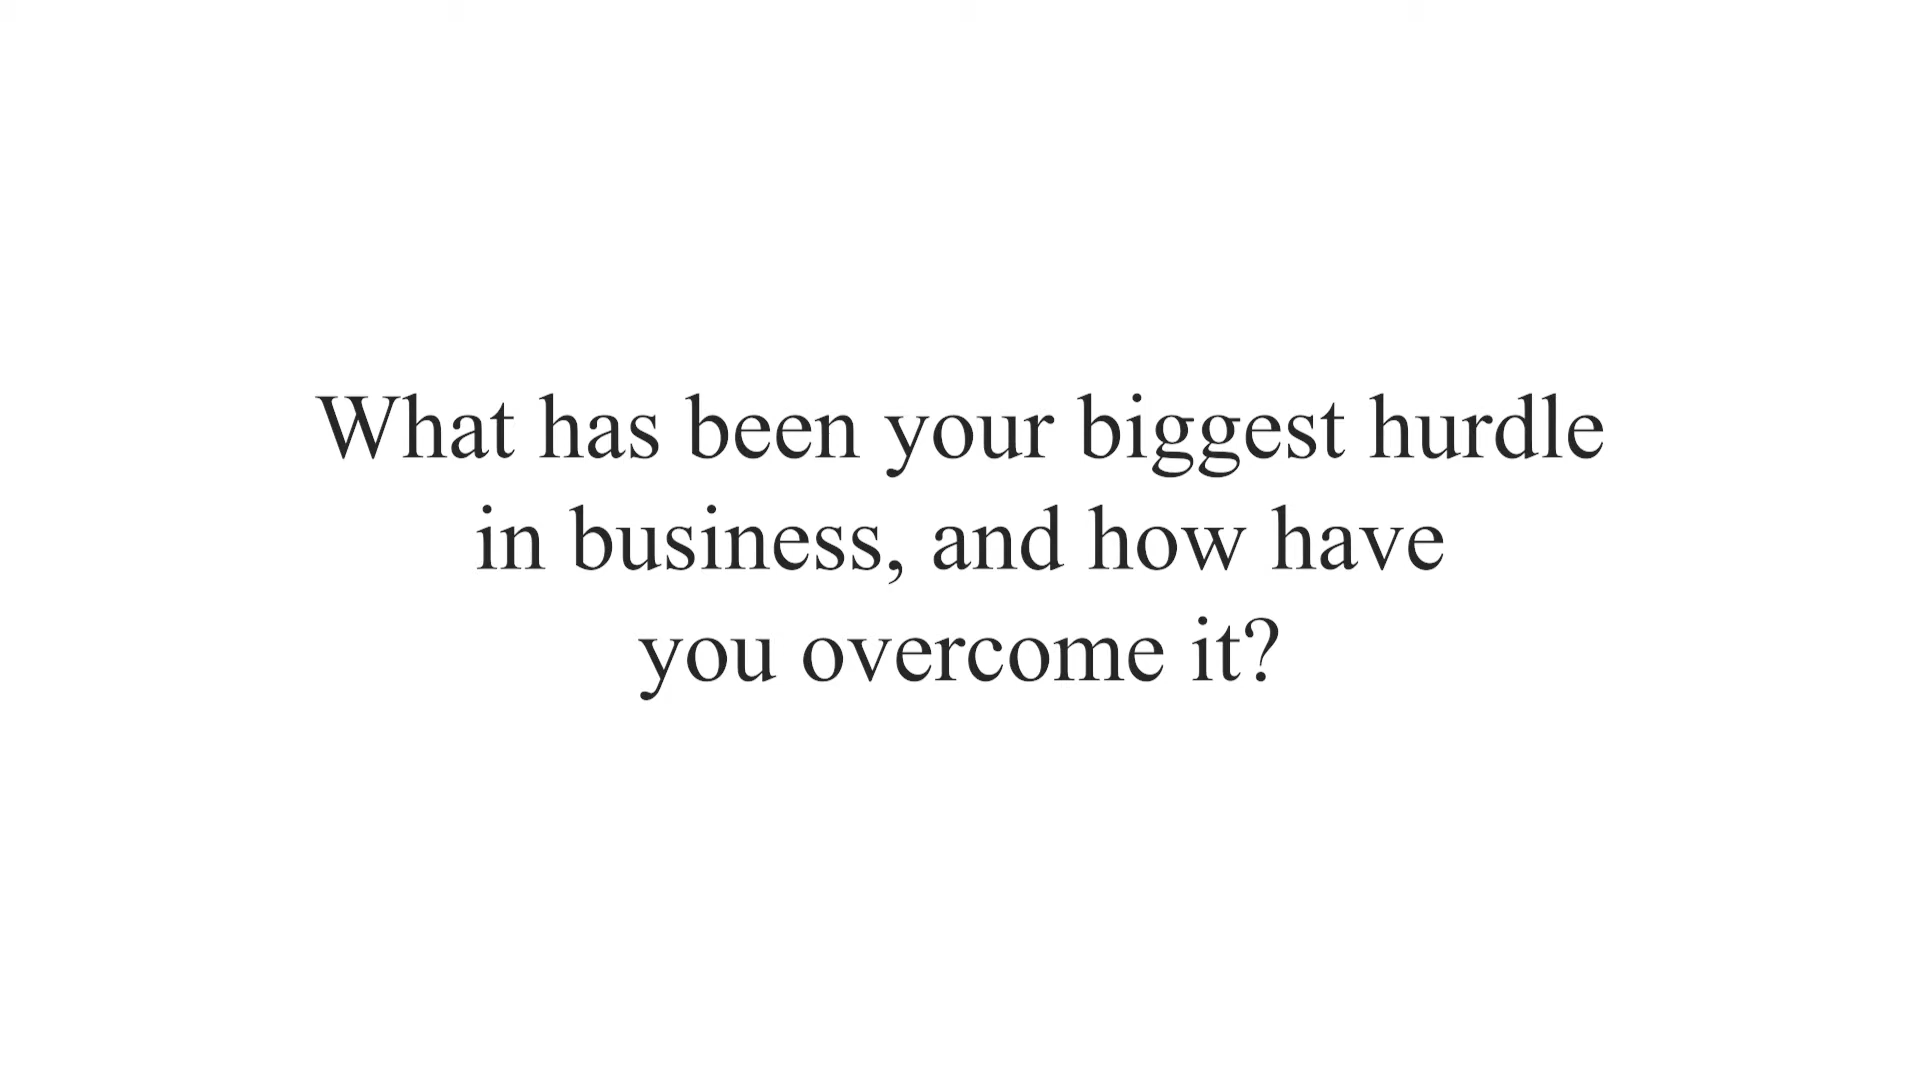 What has been your biggest hurdle
in business, and how have
you overcome it?